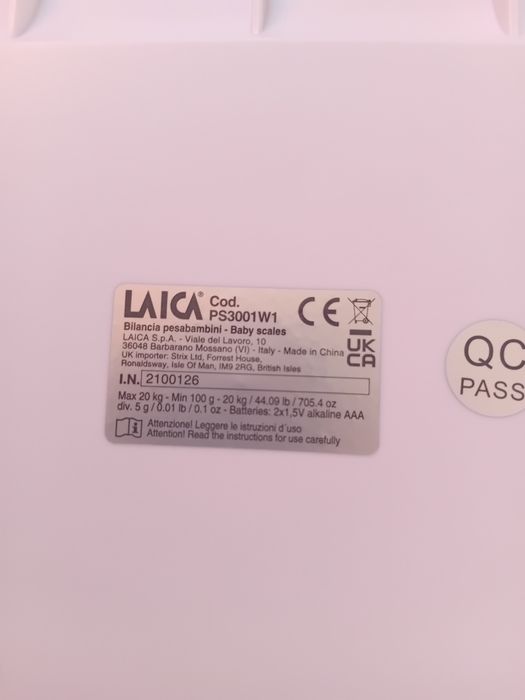 LAICA® Cod. PS3001W1
Bilancia pesabambini - Baby scales
LAICA S.p.A. - Viale del Lavoro, 10
36048 Barbarano Mossano (VI) - Italy - Made in China
UK importer: Strix Ltd, Forrest House,
Ronaldsway, Isle Of Man, IM9 2RG, British Isles
CE
UK
CA
I.N. 2100126
Max 20 kg - Min 100 g - 20 kg / 44.09 lb / 705.4 oz
div. 5 g / 0.01 lb / 0.1 oz - Batteries: 2x1,5V alkaline AAA
Attenzione! Leggere le istruzioni d'uso
Attention! Read the instructions for use carefully
QC
PASS